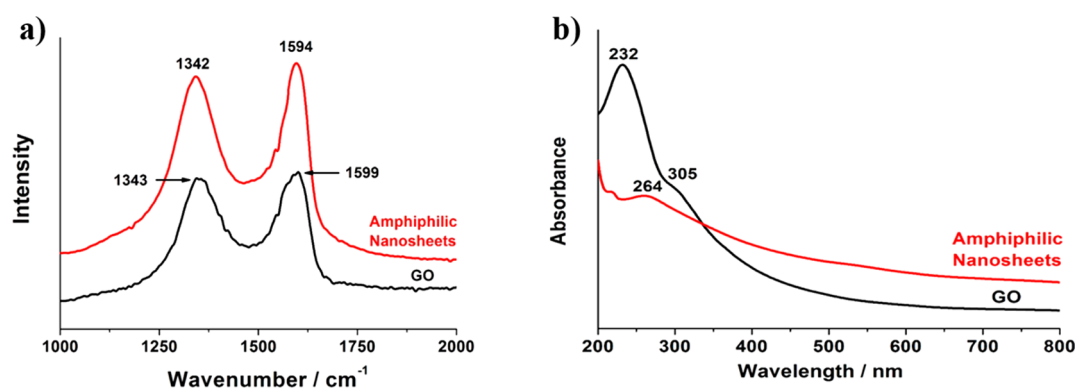 a)
1342
1594
1343
1599
Amphiphilic
Nanosheets
GO
Intensity
1000
1250
1500
1750
2000
Wavenumber / cm-1
b)
232
305
264
Amphiphilic
Nanosheets
GO
Absorbance
200
300
400
500
600
700
800
Wavelength / nm